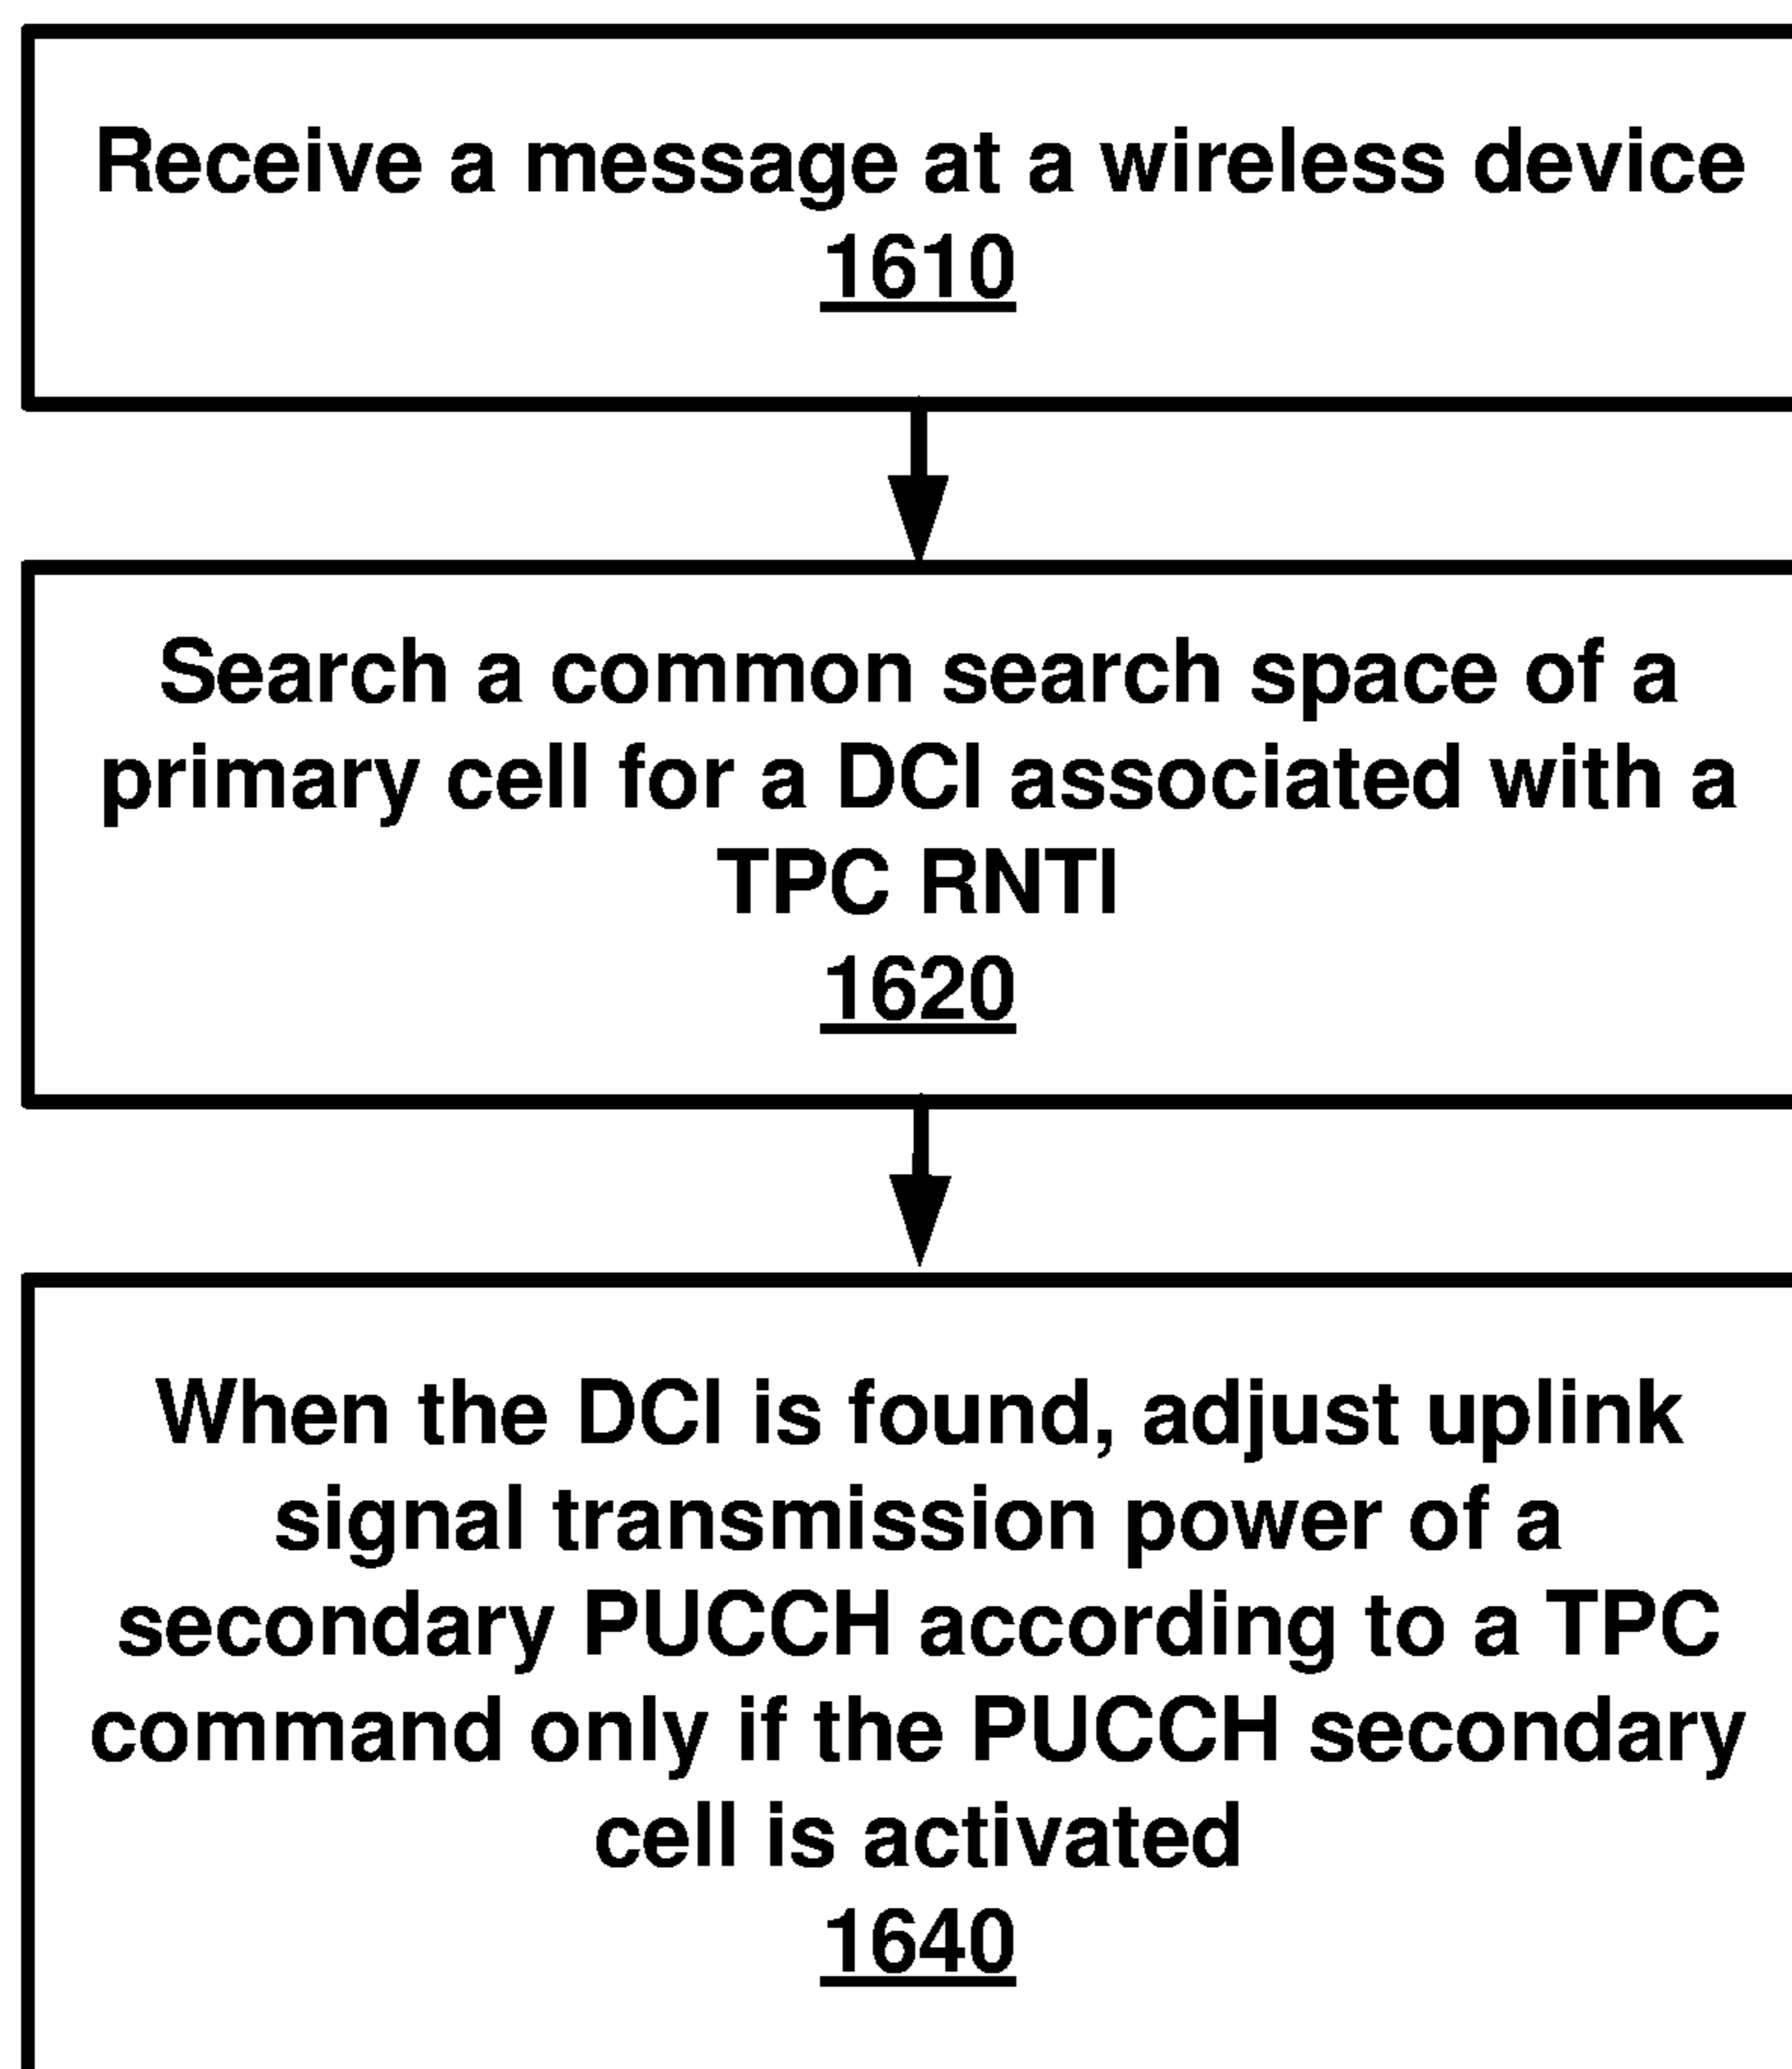 Receive a message at a wireless device
1610
Search a common search space of a
primary cell for a DCI associated with a
TPC RNTI
1620
When the DCI is found, adjust uplink
signal transmission power of a
secondary PUCCH according to a TPC
command only if the PUCCH secondary
cell is activated
1640